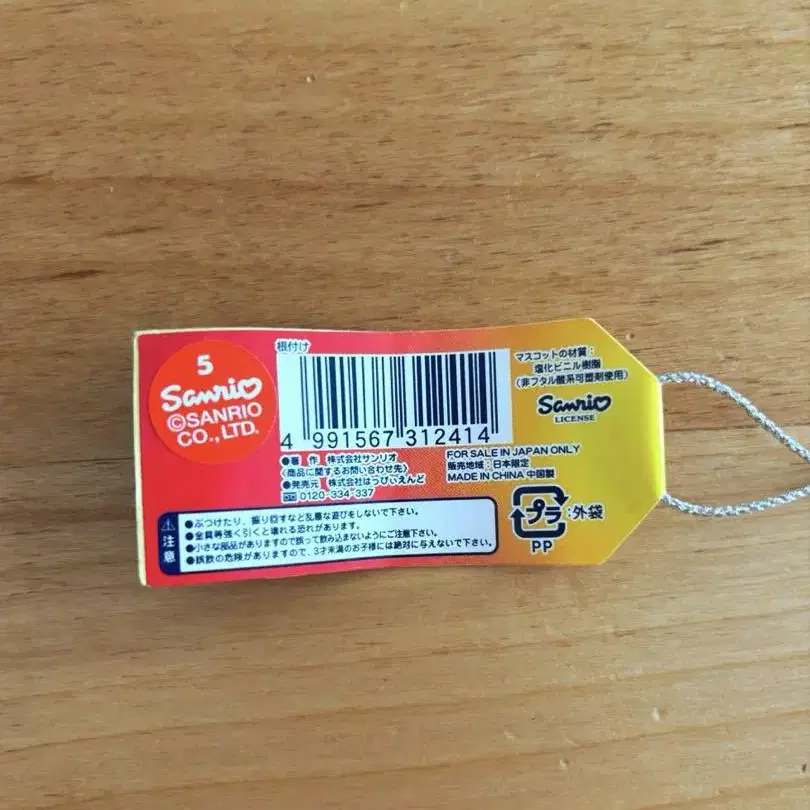 5
Sanrio
©SANRIO
CO., LTD.
根付け
4 991567 312414
●著 作 株式会社サンリオ
〈商品に関するお問い合わせ先〉
●発売元 株式会社はっぴぃえんど
0120-334-337
マスコットの材質：
塩化ビニル樹脂
（非フタル酸系可塑剤使用）
Sanrio
LICENSE
FOR SALE IN JAPAN ONLY
販売地域：日本限定
MADE IN CHINA 中国製
プラ：外袋
PP
注意
●ぶつけたり、振り回すなど乱暴な遊びをしないで下さい。
●金具等強く引くと壊れる恐れがあります。
●小さな部品がありますので誤って飲み込まないようにご注意下さい。
●誤飲の危険がありますので、3才未満のお子様には絶対に与えないで下さい。